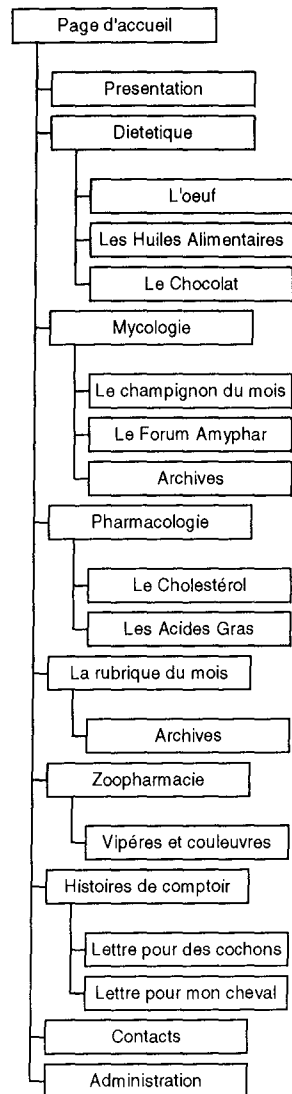 Page d'accueil
Presentation
Dietetique
L'oeuf
Les Huiles Alimentaires
Le Chocolat
Mycologie
Le champignon du mois
Le Forum Amyphar
Archives
Pharmacologie
Le Cholestérol
Les Acides Gras
La rubrique du mois
Archives
Zoopharmacie
Vipéres et couleuvres
Histoires de comptoir
Lettre pour des cochons
Lettre pour mon cheval
Contacts
Administration